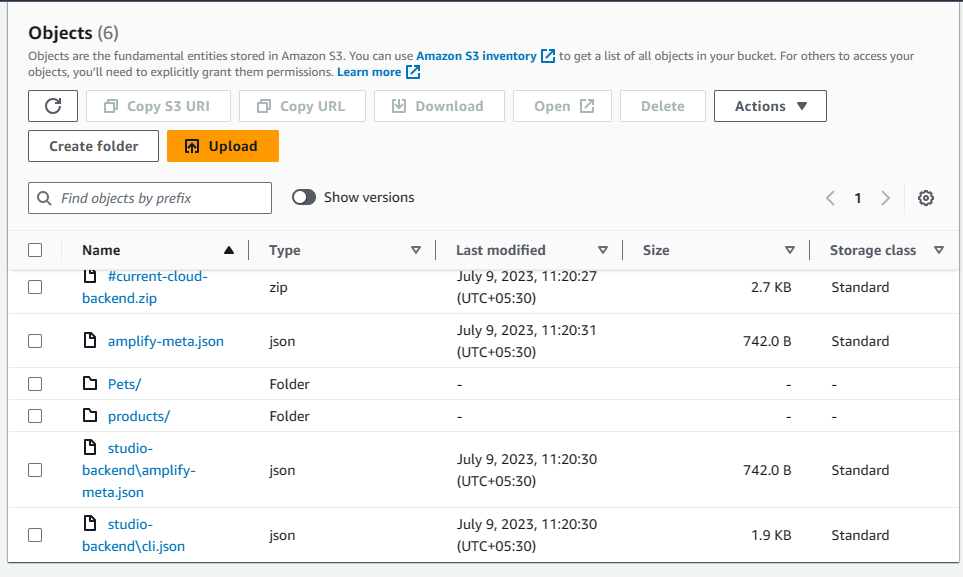 Objects (6)
Objects are the fundamental entities stored in Amazon S3. You can use Amazon S3 inventory to get a list of all objects in your bucket. For others to access your
objects, you'll need to explicitly grant them permissions. Learn more
Copy S3 URI Copy URL Download Open Delete Actions
Create folder Upload
Find objects by prefix Show versions 1
Name Type Last modified Size Storage class
#current-cloud-
backend.zip
zip
July 9, 2023, 11:20:27
(UTC+05:30)
2.7 KB
Standard
amplify-meta.json
json
July 9, 2023, 11:20:31
(UTC+05:30)
742.0 B
Standard
Pets/ Folder - - -
products/ Folder - - -
studio-
backend\amplify-
meta.json
json
July 9, 2023, 11:20:30
(UTC+05:30)
742.0 B
Standard
studio-
backend\cli.json
json
July 9, 2023, 11:20:30
(UTC+05:30)
1.9 KB
Standard